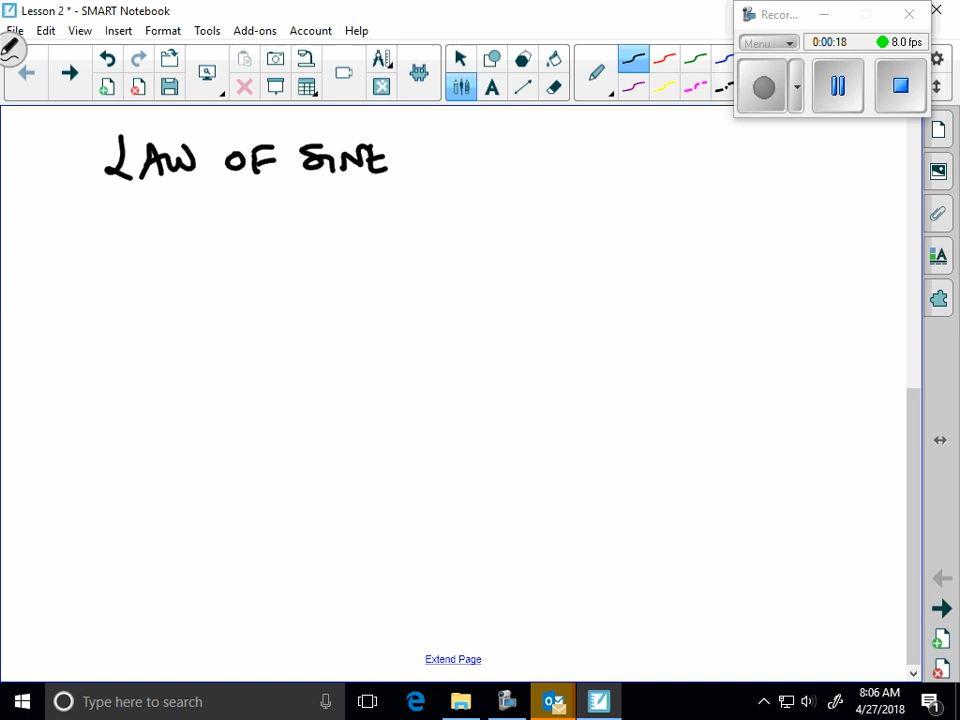 Lesson 2 * - SMART Notebook
Recor...
File Edit View Insert Format Tools Add-ons Account Help
Menu 0:00:18 8.0 fps
A
LAW OF SINE
Extend Page
Type here to search
8:06 AM
4/27/2018
1